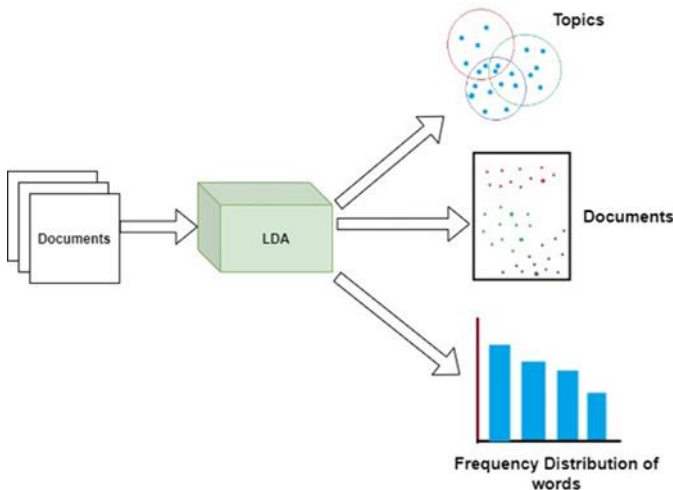 Topics
Documents
LDA
Documents
Frequency Distribution of
words